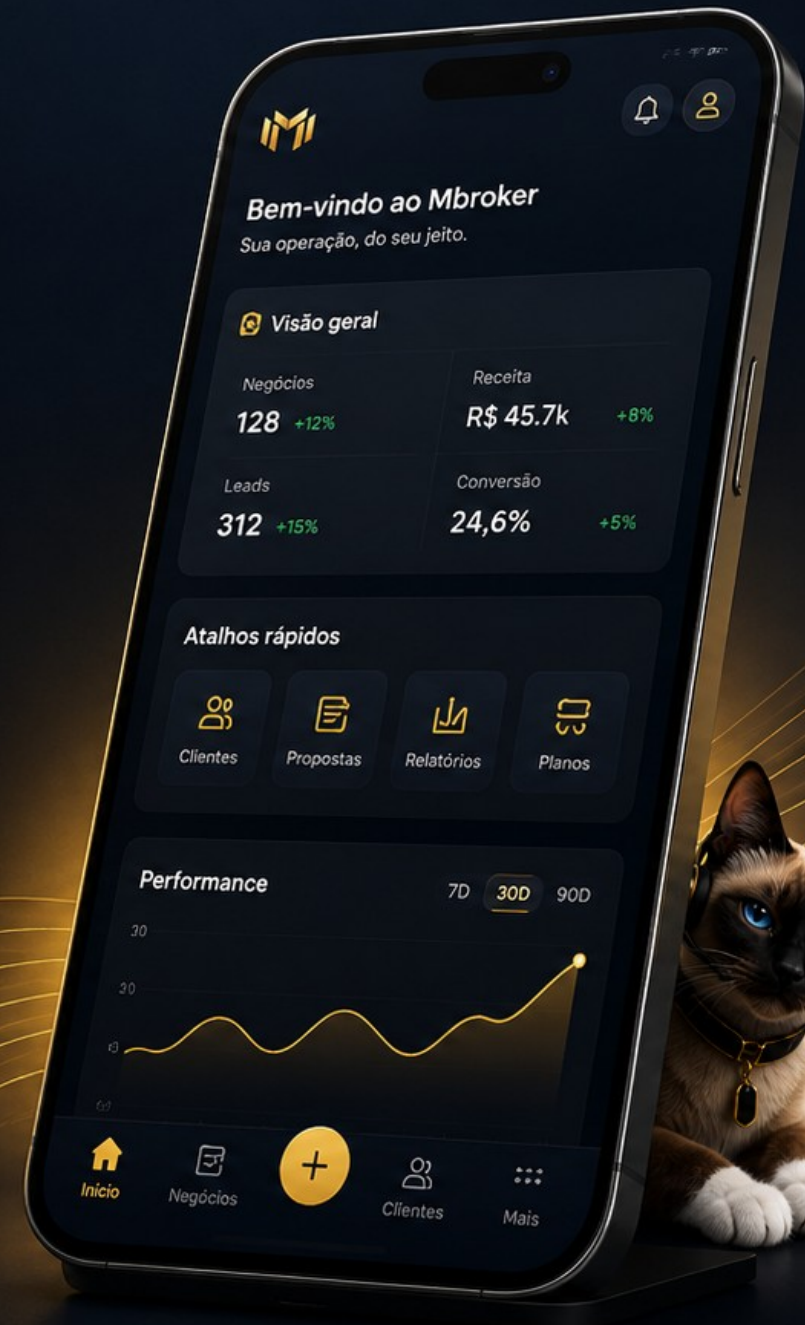 Bem-vindo ao Mbroker
Sua operação, do seu jeito.
Visão geral
Negócios
128 +12%
Receita
R$ 45.7k +8%
Leads
312 +15%
Conversão
24,6% +5%
Atalhos rápidos
Clientes
Propostas
Relatórios
Planos
Performance
7D 30D 90D
30
20
Início
Negócios
Clientes
Mais